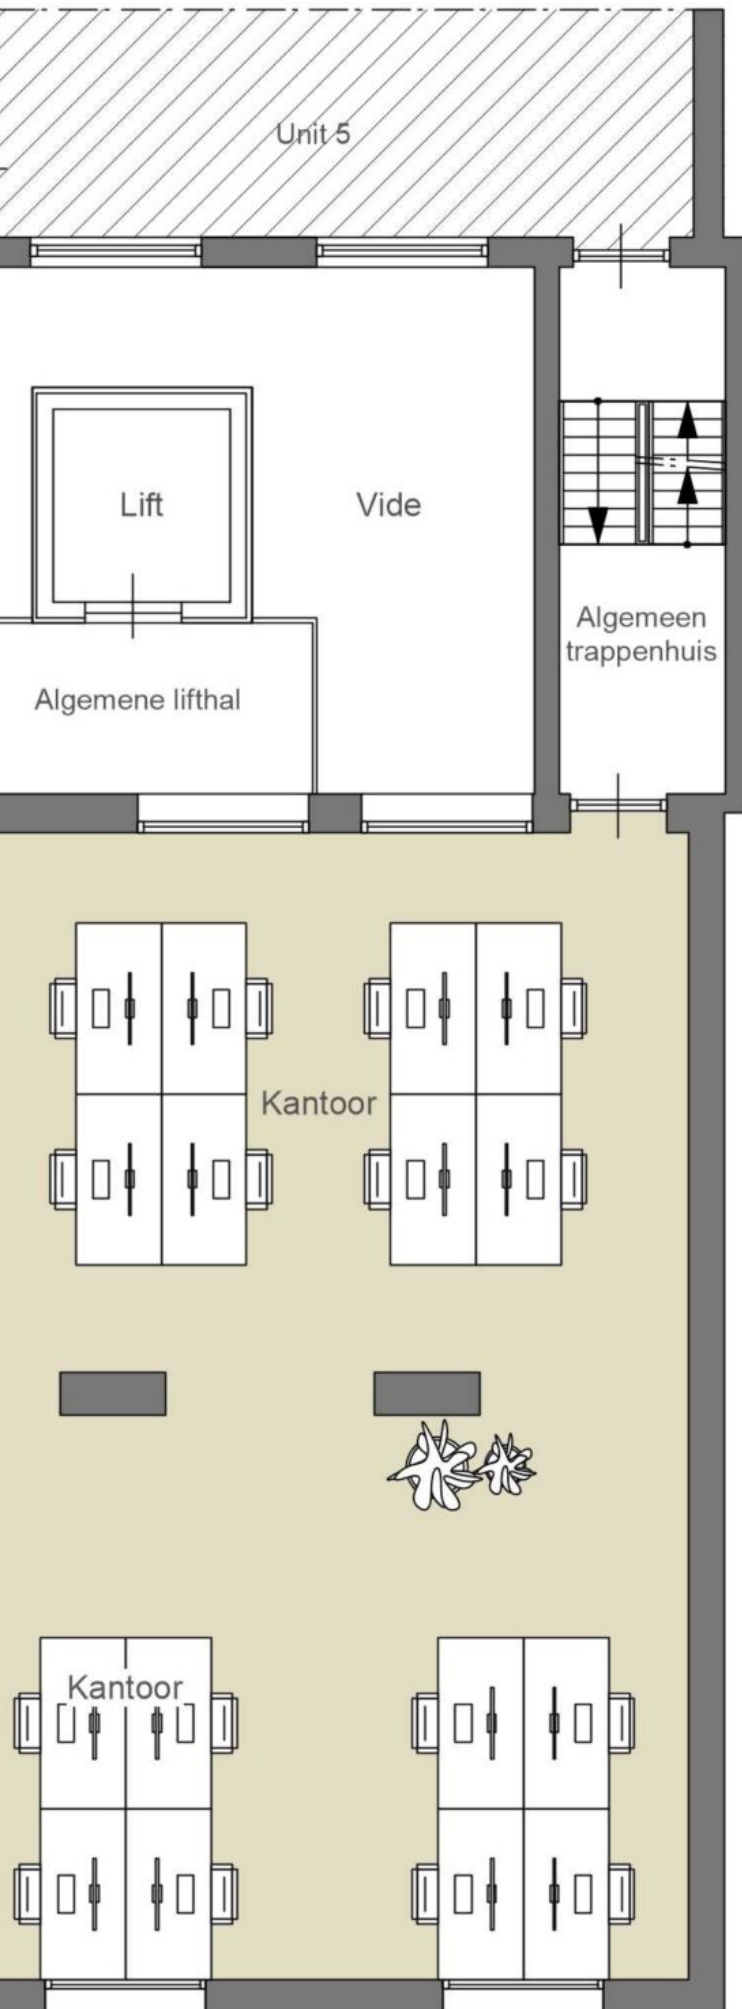 Unit 5
Lift
Vide
Algemeen
trappenhuis
Algemene lifthal
Kantoor
Kantoor